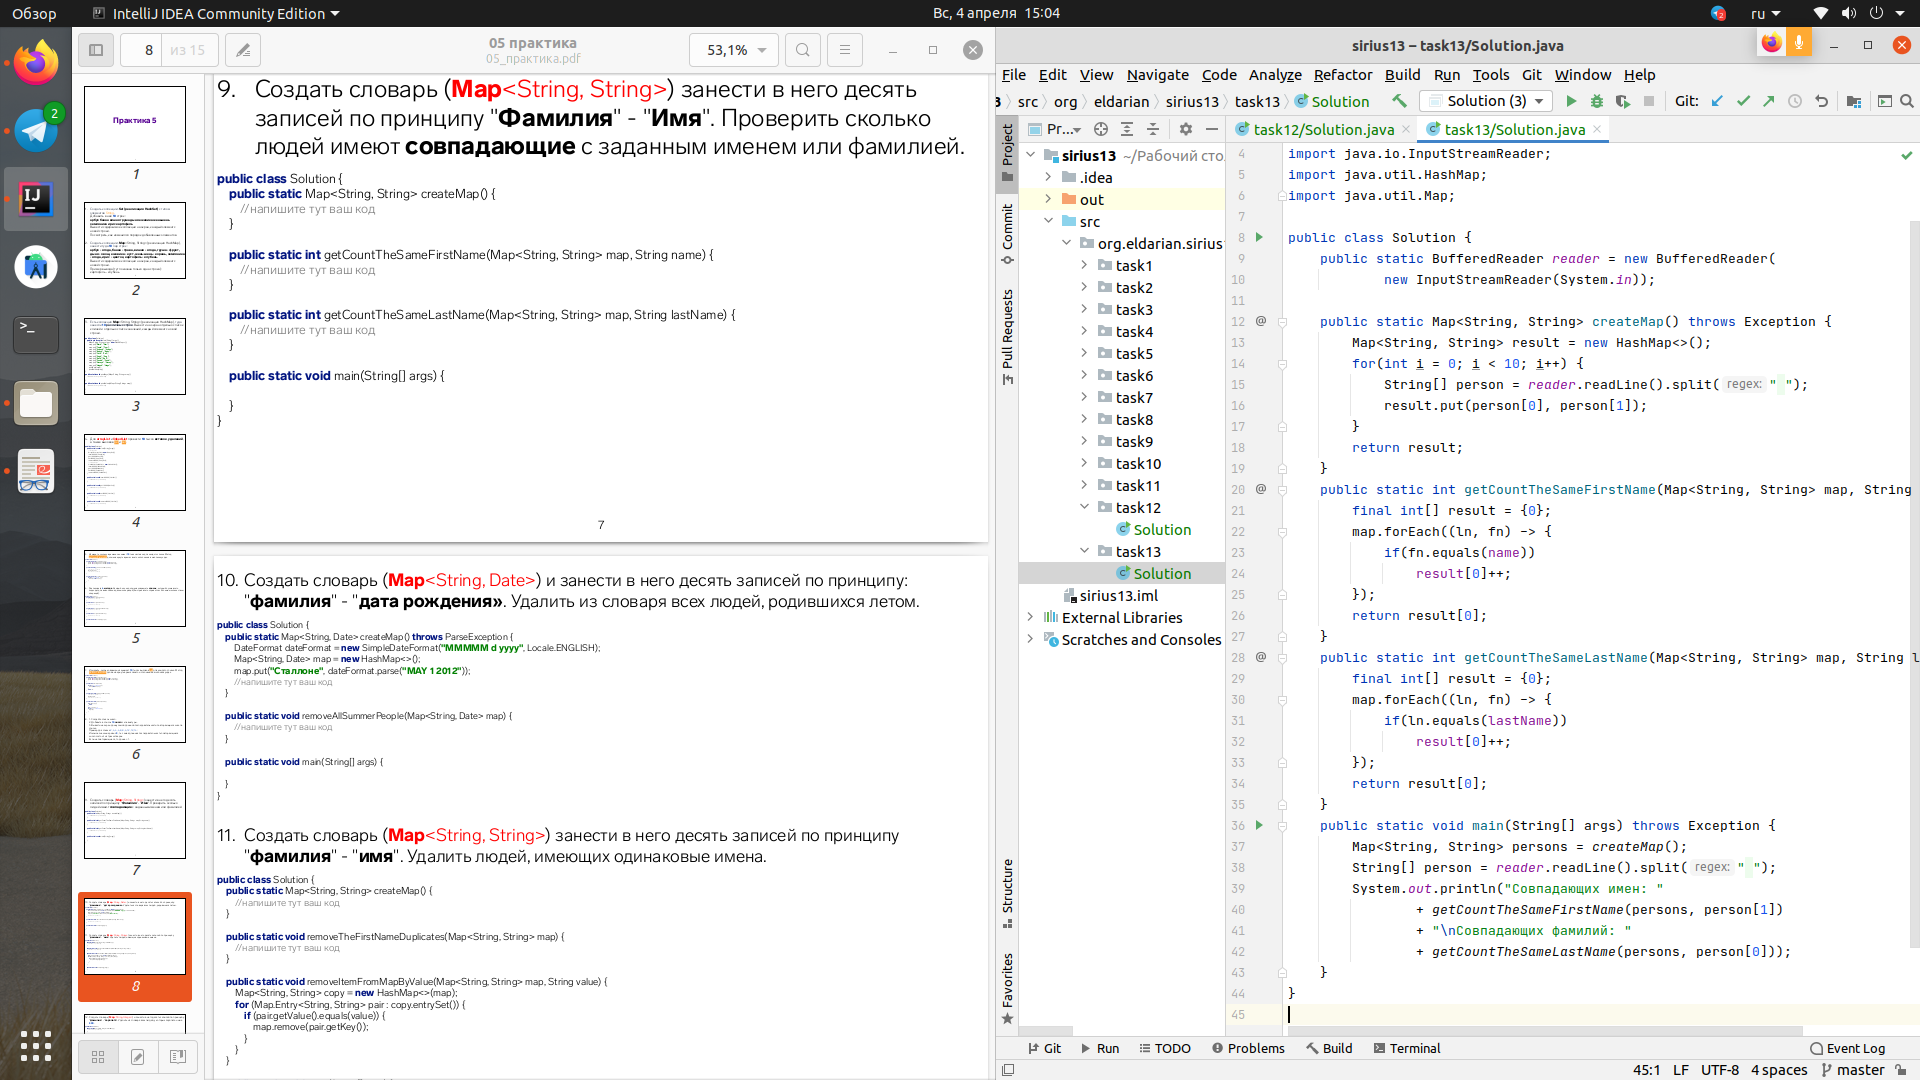 Обзор
IntelliJ IDEA Community Edition
Вс, 4 апреля 15:04
ru
2
8
из 15
05 практика
05_практика.pdf
53,1%
Практика 5
1
2
3
4
5
6
7
8
9. Создать словарь (Map<String, String>) занести в него десять
записей по принципу "Фамилия" - "Имя". Проверить сколько
людей имеют совпадающие с заданным именем или фамилией.
public class Solution {
public static Map<String, String> createMap() {
//напишите тут ваш код
}
public static int getCountTheSameFirstName(Map<String, String> map, String name) {
//напишите тут ваш код
}
public static int getCountTheSameLastName(Map<String, String> map, String lastName) {
//напишите тут ваш код
}
public static void main(String[] args) {
}
}
7
10. Создать словарь (Map<String, Date>) и занести в него десять записей по принципу:
"фамилия" - "дата рождения». Удалить из словаря всех людей, родившихся летом.
public class Solution {
public static Map<String, Date> createMap() throws ParseException {
DateFormat dateFormat = new SimpleDateFormat("MMMMM d yyyy", Locale.ENGLISH);
Map<String, Date> map = new HashMap<>();
map.put("Сталлоне", dateFormat.parse("MAY 1 2012"));
//напишите тут ваш код
}
public static void removeAllSummerPeople(Map<String, Date> map) {
//напишите тут ваш код
}
public static void main(String[] args) {
}
}
11. Создать словарь (Map<String, String>) занести в него десять записей по принципу
"фамилия" - "имя". Удалить людей, имеющих одинаковые имена.
public class Solution {
public static Map<String, String> createMap() {
//напишите тут ваш код
}
public static void removeTheFirstNameDuplicates(Map<String, String> map) {
//напишите тут ваш код
}
public static void removeItemFromMapByValue(Map<String, String> map, String value) {
Map<String, String> copy = new HashMap<>(map);
for (Map.Entry<String, String> pair : copy.entrySet()) {
if (pair.getValue().equals(value)) {
map.remove(pair.getKey());
}
}
}
sirius13 – task13/Solution.java
File Edit View Navigate Code Analyze Refactor Build Run Tools Git Window Help
3 src org eldarian sirius13 task13 Solution
Solution (3)
Git:
Pr...
task12/Solution.java
task13/Solution.java
Project
Commit
Pull Requests
Structure
Favorites
sirius13 ~/Рабочий сто
.idea
out
src
org.eldarian.sirius
task1
task2
task3
task4
task5
task6
task7
task8
task9
task10
task11
task12
Solution
task13
Solution
sirius13.iml
External Libraries
Scratches and Consoles
4 import java.io.InputStreamReader;
5 import java.util.HashMap;
6 import java.util.Map;
7
8 public class Solution {
9 public static BufferedReader reader = new BufferedReader(
10 new InputStreamReader(System.in));
11
12 @ public static Map<String, String> createMap() throws Exception {
13 Map<String, String> result = new HashMap<>();
14 for(int i = 0; i < 10; i++) {
15 String[] person = reader.readLine().split( regex: " ");
16 result.put(person[0], person[1]);
17 }
18 return result;
19 }
20 @ public static int getCountTheSameFirstName(Map<String, String> map, String
21 final int[] result = {0};
22 map.forEach((ln, fn) -> {
23 if(fn.equals(name))
24 result[0]++;
25 });
26 return result[0];
27 }
28 @ public static int getCountTheSameLastName(Map<String, String> map, String l
29 final int[] result = {0};
30 map.forEach((ln, fn) -> {
31 if(ln.equals(lastName))
32 result[0]++;
33 });
34 return result[0];
35 }
36 public static void main(String[] args) throws Exception {
37 Map<String, String> persons = createMap();
38 String[] person = reader.readLine().split( regex: " ");
39 System.out.println("Совпадающих имен: "
40 + getCountTheSameFirstName(persons, person[1])
41 + "\nСовпадающих фамилий: "
42 + getCountTheSameLastName(persons, person[0]));
43 }
44 }
45
Git Run TODO Problems Build Terminal Event Log
45:1 LF UTF-8 4 spaces master